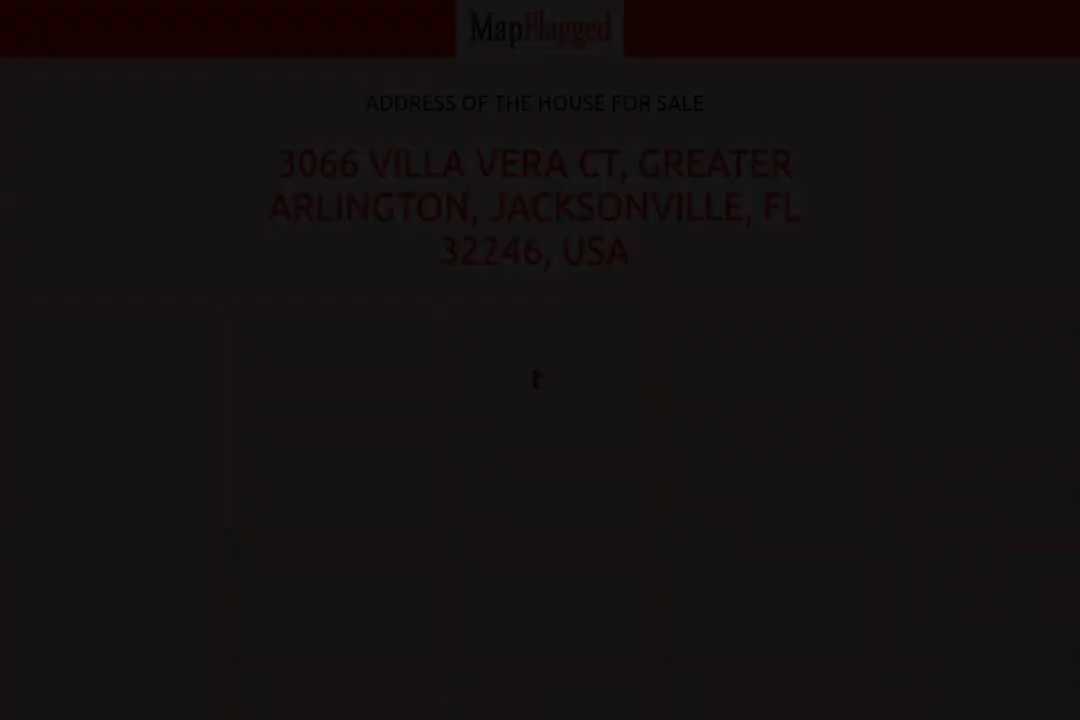 MapFlagged
ADDRESS OF THE HOUSE FOR SALE
3066 VILLA VERA CT, GREATER
ARLINGTON, JACKSONVILLE, FL
32246, USA
t